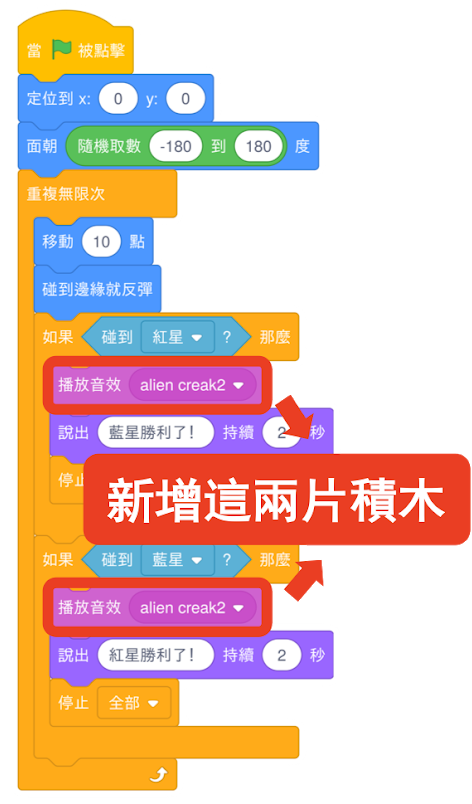 當 被點擊
定位到 x: 0 y: 0
面朝 隨機取數 -180 到 180 度
重複無限次
移動 10 點
碰到邊緣就反彈
如果 碰到 紅星 ? 那麼
播放音效 alien creak2
說出 藍星勝利了! 持續 2 秒
停止
新增這兩片積木
如果 碰到 藍星 ? 那麼
播放音效 alien creak2
說出 紅星勝利了! 持續 2 秒
停止 全部